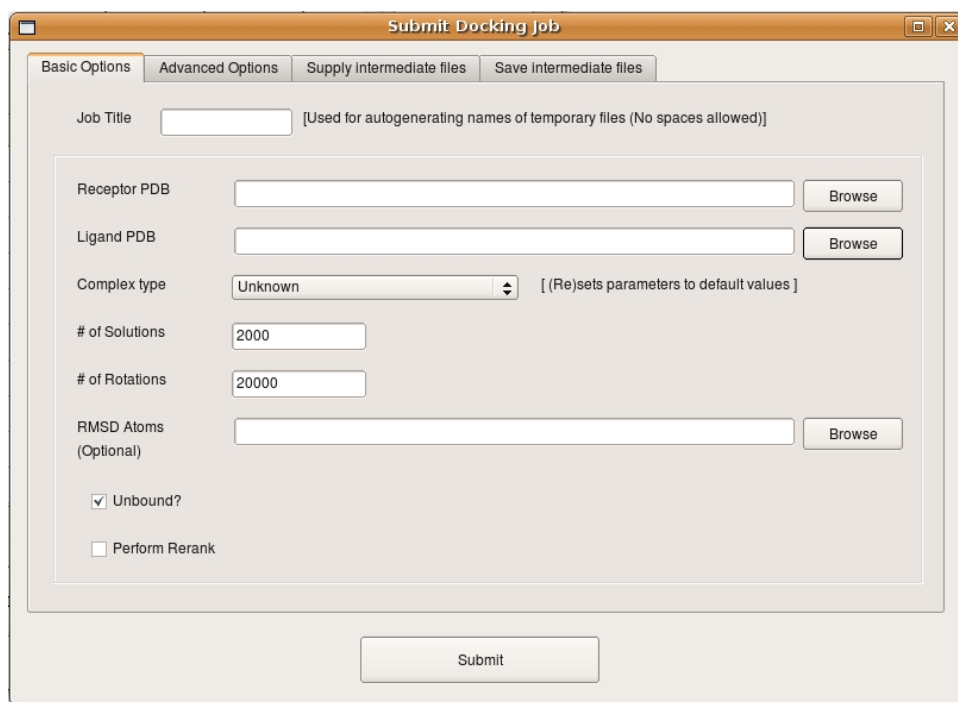 Submit Docking Job
Basic Options
Advanced Options
Supply intermediate files
Save intermediate files
Job Title
[Used for autogenerating names of temporary files (No spaces allowed)]
Receptor PDB
Browse
Ligand PDB
Browse
Complex type
Unknown
[ (Re)sets parameters to default values ]
# of Solutions
2000
# of Rotations
20000
RMSD Atoms
(Optional)
Browse
Unbound?
Perform Rerank
Submit